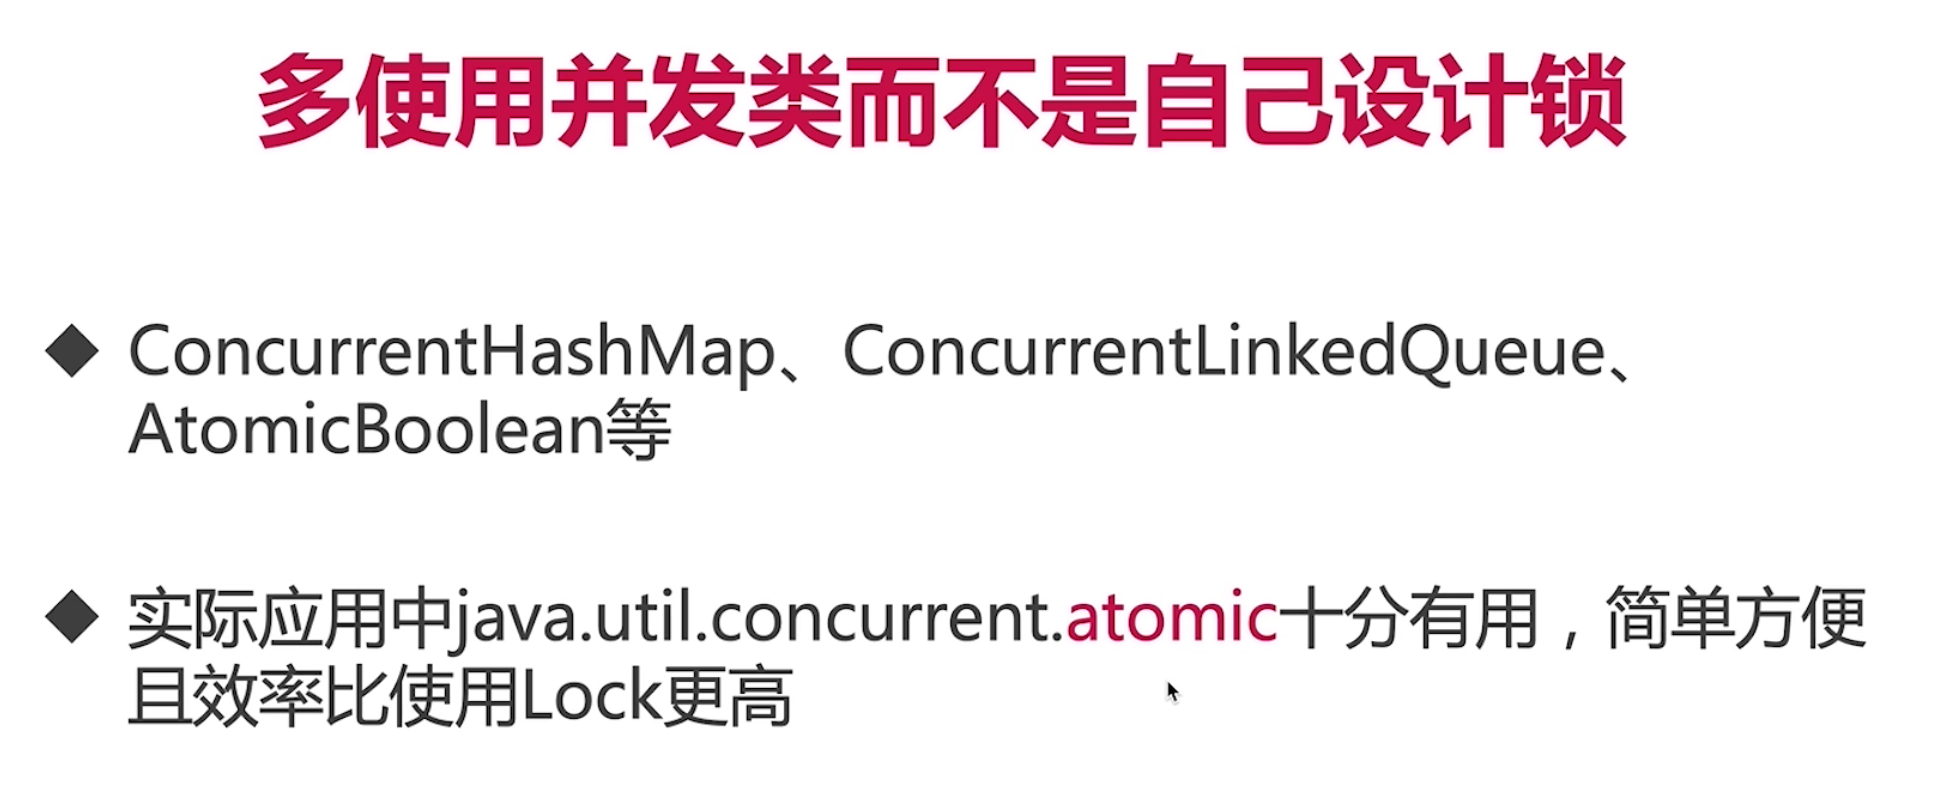 多使用并发类而不是自己设计锁
ConcurrentHashMap、ConcurrentLinkedQueue、
AtomicBoolean等
实际应用中java.util.concurrent.atomic十分有用，简单方便
且效率比使用Lock更高